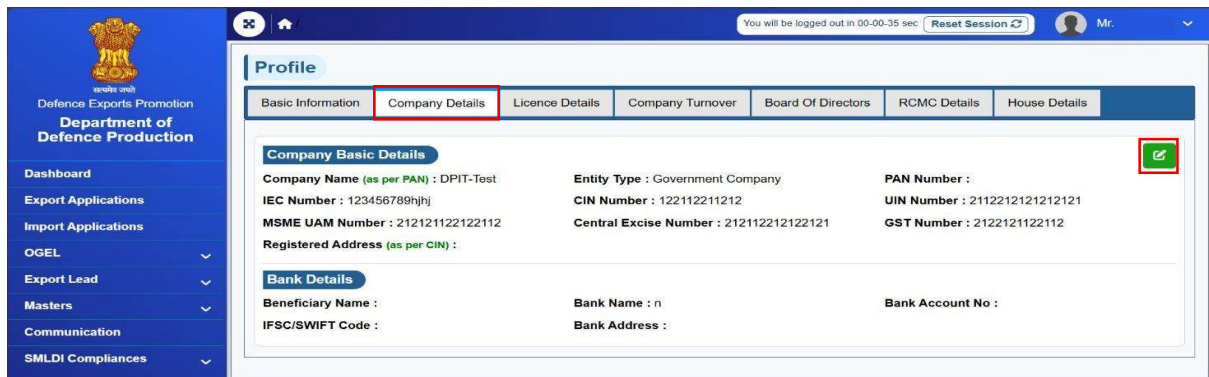 You will be logged out in 00-00-35 sec Reset Session
Mr.
सत्यमेव जयते
Defence Exports Promotion
Department of
Defence Production
Dashboard
Export Applications
Import Applications
OGEL
Export Lead
Masters
Communication
SMLDI Compliances
Profile
Basic Information Company Details Licence Details Company Turnover Board Of Directors RCMC Details House Details
Company Basic Details
Company Name (as per PAN) : DPIT-Test Entity Type : Government Company PAN Number :
IEC Number : 123456789hjhj CIN Number : 122112211212 UIN Number : 211221212121212121
MSME UAM Number : 212121122122112 Central Excise Number : 212112212122121 GST Number : 2122121122112
Registered Address (as per CIN) :
Bank Details
Beneficiary Name : Bank Name : n Bank Account No :
IFSC/SWIFT Code : Bank Address :